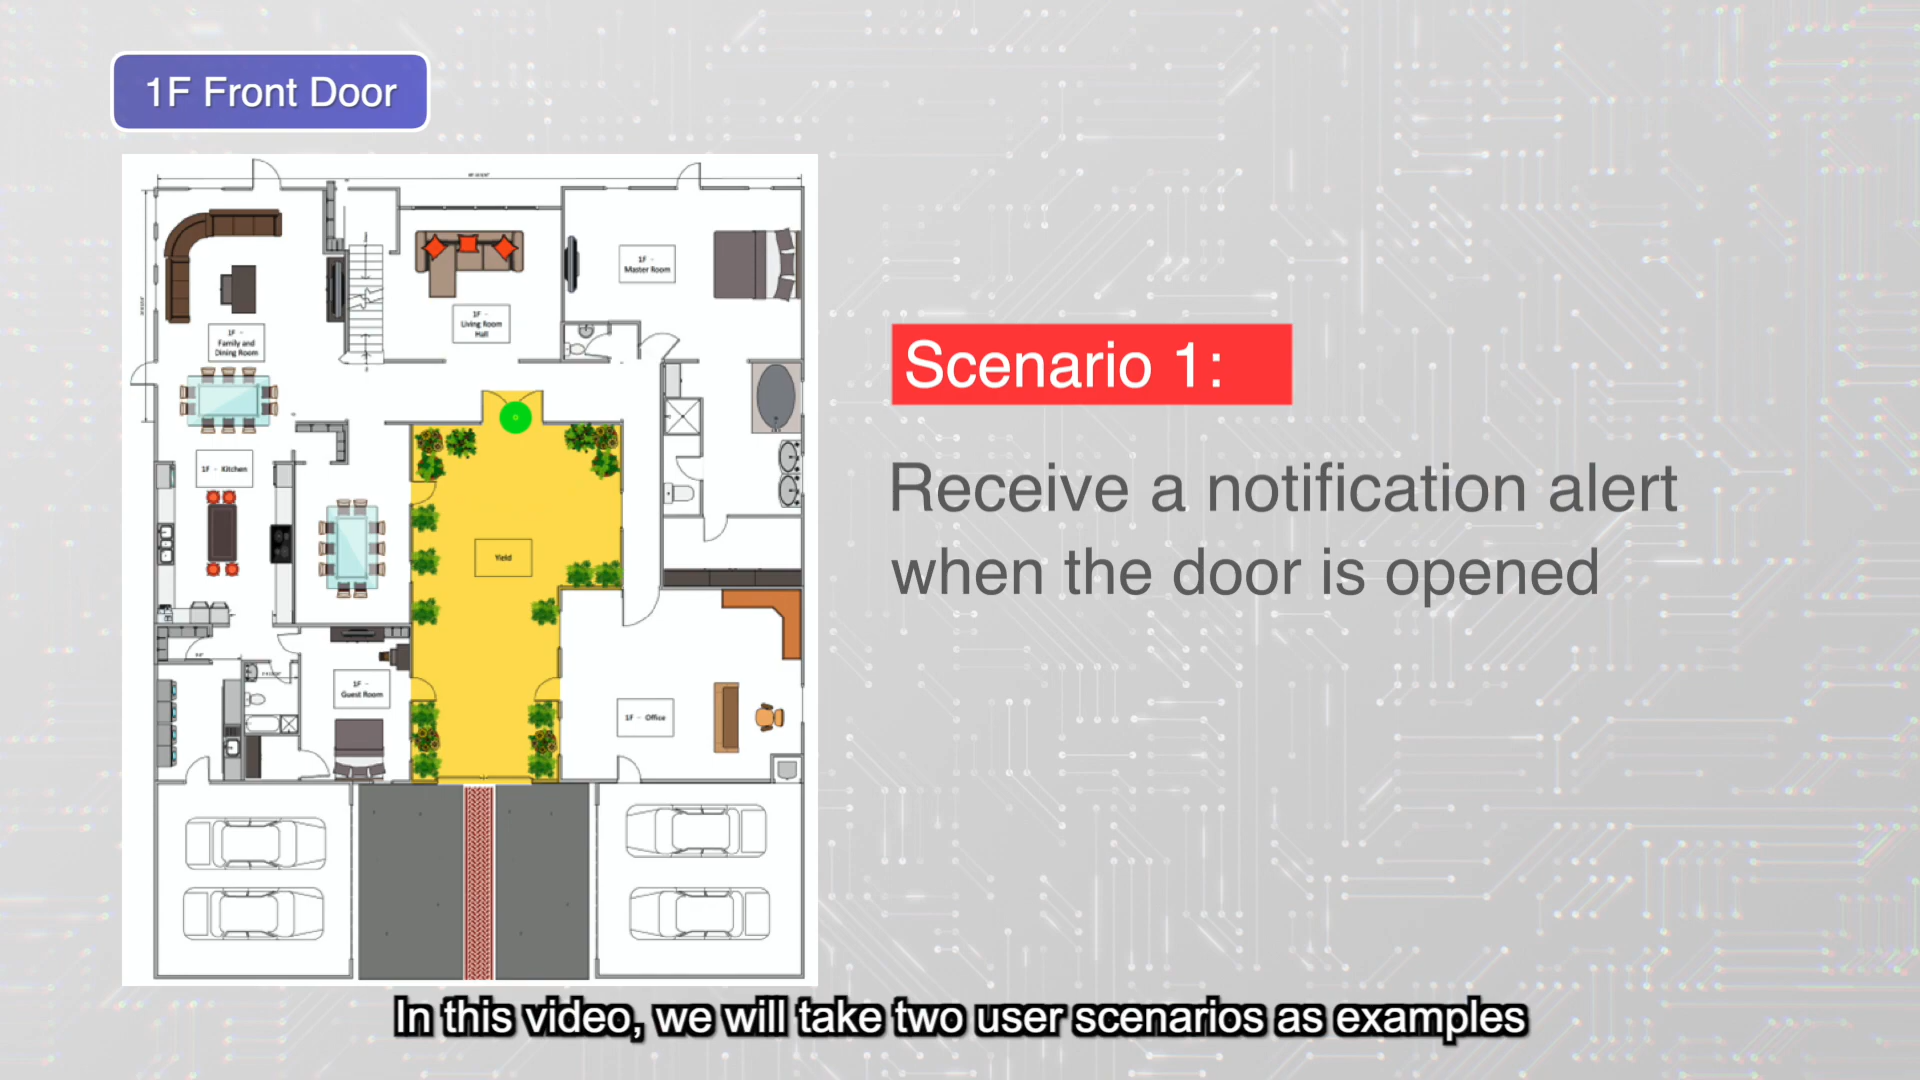 1F Front Door
1F -
Master Room
1F -
Living Room
Hall
1F -
Family and
Dining Room
Scenario 1:
1F - Kitchen
Receive a notification alert
when the door is opened
Yield
1F -
Guest Room
1F - Office
In this video, we will take two user scenarios as examples